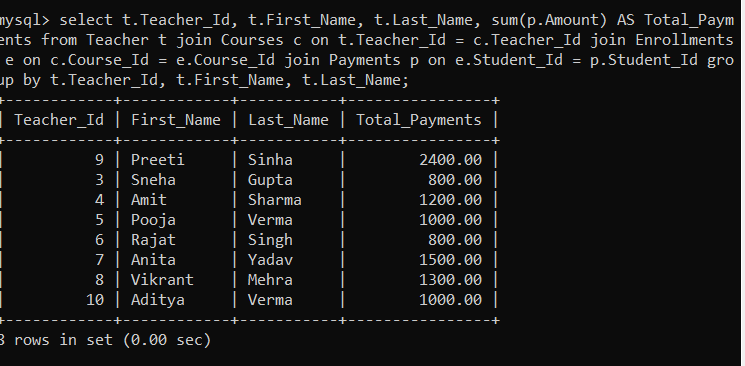 mysql> select t.Teacher_Id, t.First_Name, t.Last_Name, sum(p.Amount) AS Total_Paym
ents from Teacher t join Courses c on t.Teacher_Id = c.Teacher_Id join Enrollments
e on c.Course_Id = e.Course_Id join Payments p on e.Student_Id = p.Student_Id gro
up by t.Teacher_Id, t.First_Name, t.Last_Name;
+------------+------------+-----------+----------------+
| Teacher_Id | First_Name | Last_Name | Total_Payments |
+------------+------------+-----------+----------------+
| 9 | Preeti | Sinha | 2400.00 |
| 3 | Sneha | Gupta | 800.00 |
| 4 | Amit | Sharma | 1200.00 |
| 5 | Pooja | Verma | 1000.00 |
| 6 | Rajat | Singh | 800.00 |
| 7 | Anita | Yadav | 1500.00 |
| 8 | Vikrant | Mehra | 1300.00 |
| 10 | Aditya | Verma | 1000.00 |
+------------+------------+-----------+----------------+
8 rows in set (0.00 sec)